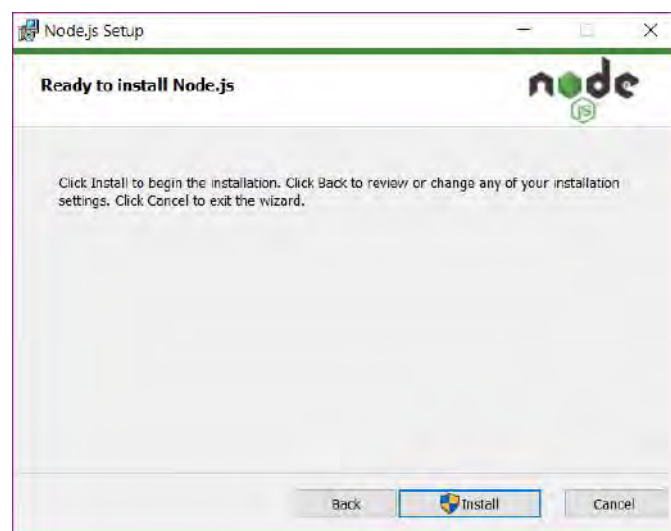 Node.js Setup
Ready to install Node.js
node
JS
Click Install to begin the installation. Click Back to review or change any of your installation
settings. Click Cancel to exit the wizard.
Back
Install
Cancel